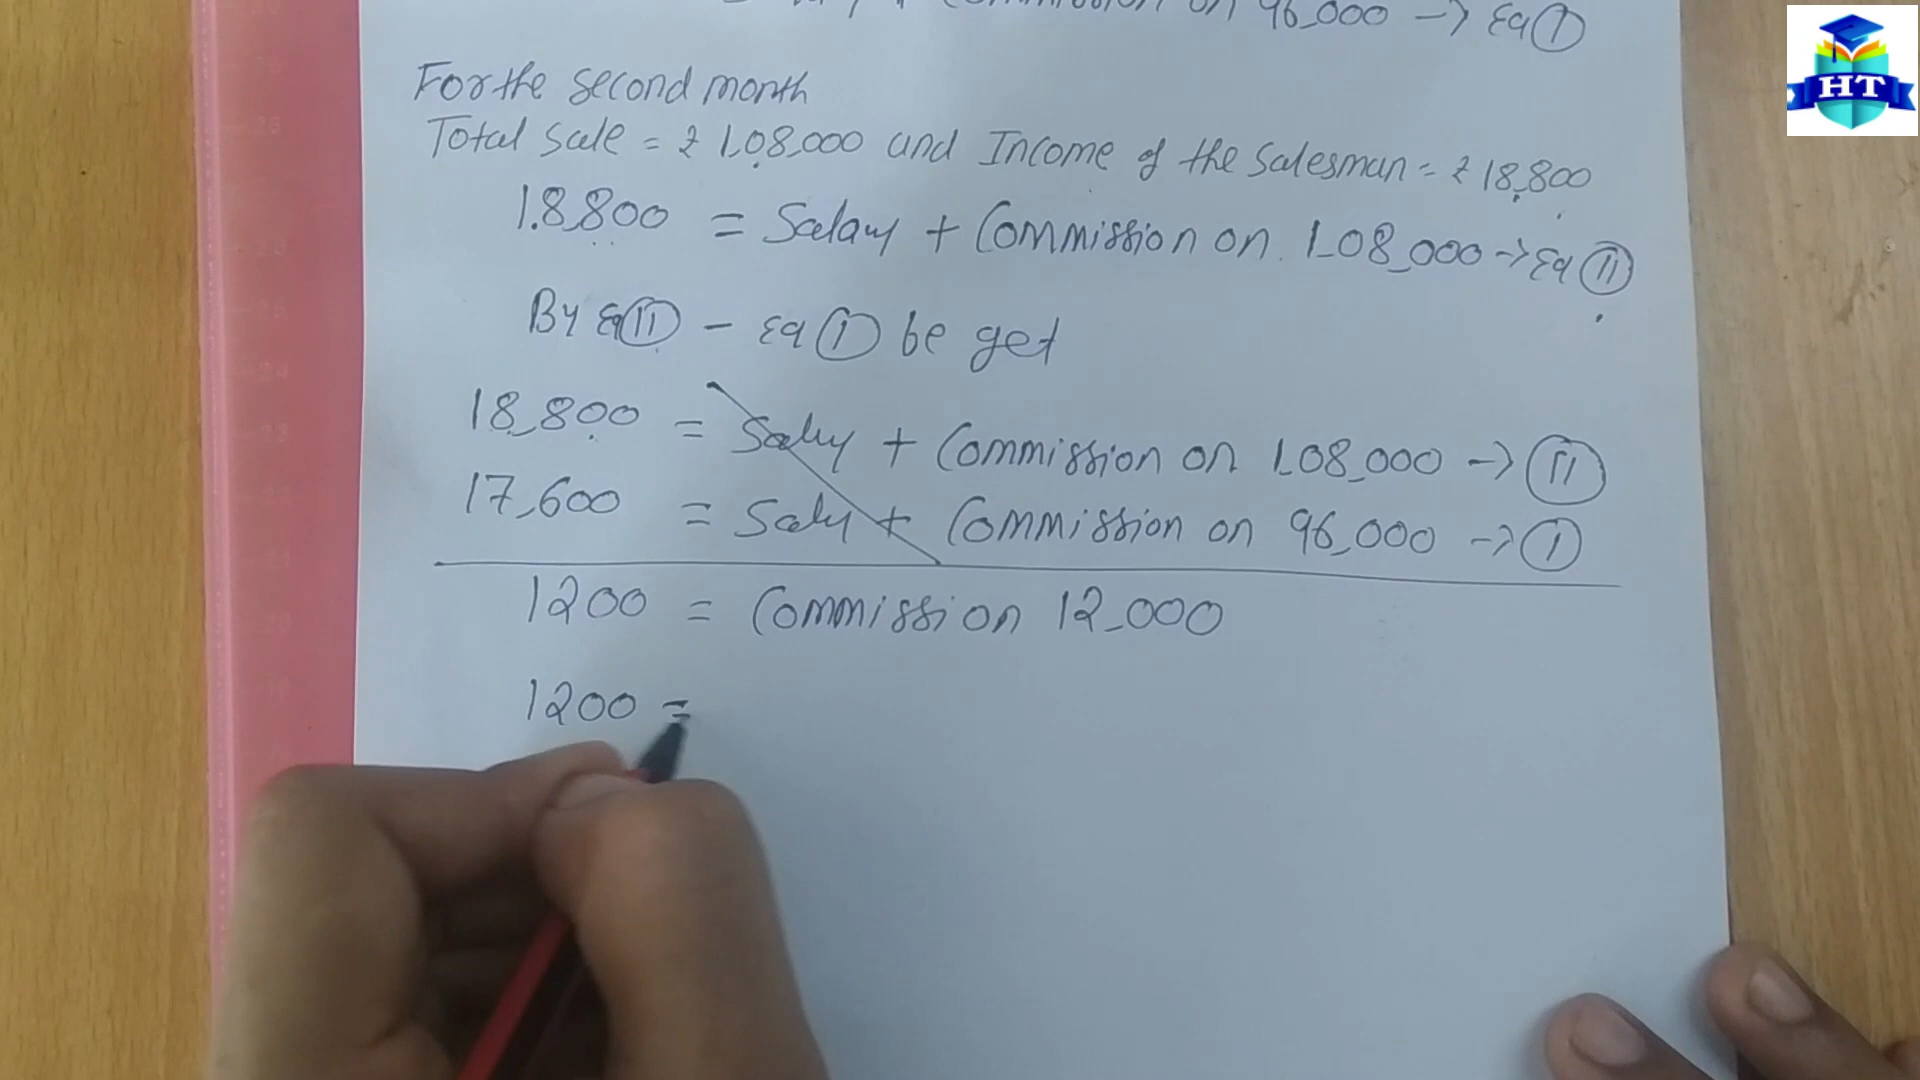 Commission on 96,000 → Eq (I)
HT
For the second month
Total sale = ₹ 1,08,000 and Income of the salesman = ₹ 18,800
18,800 = Salary + Commission on 1,08,000 → Eq (II)
By Eq (II) - Eq (I) be get
18,800 = Salary + Commission on 1,08,000 → (II)
17,600 = Salary + Commission on 96,000 → (I)
1200 = Commission 12,000
1200 =